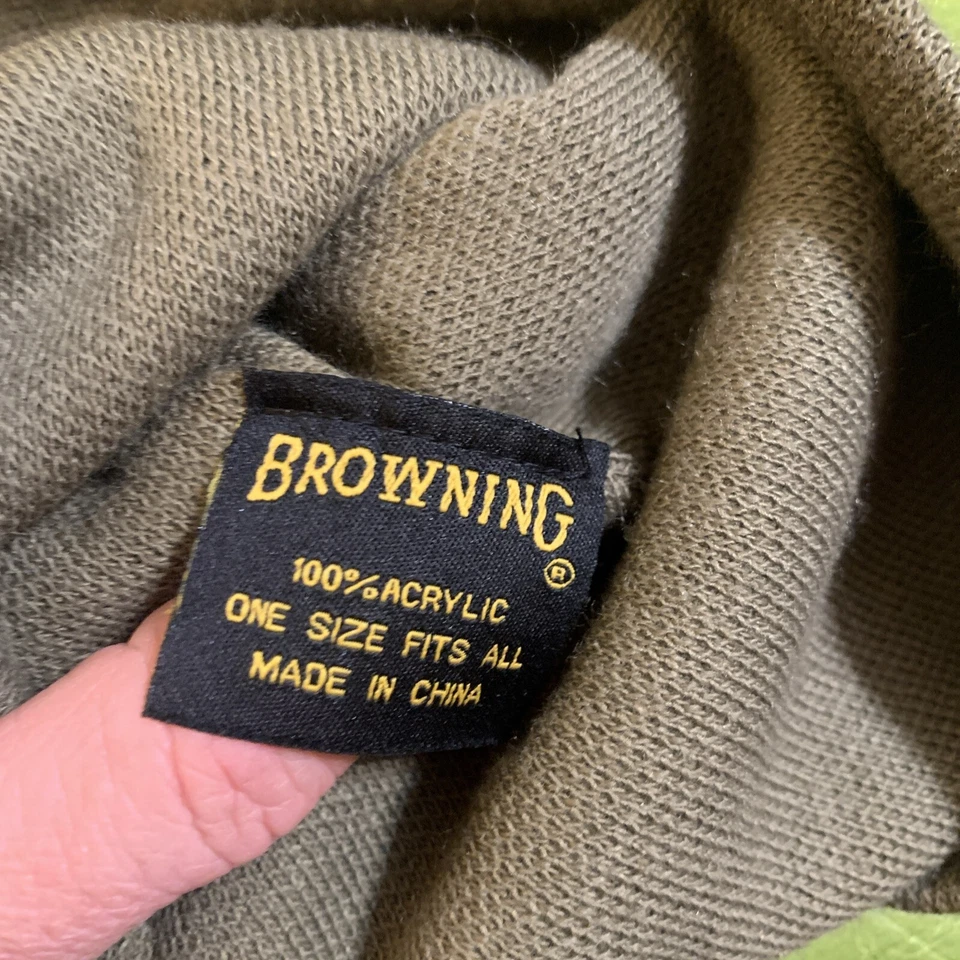 BROWNING
®
100% ACRYLIC
ONE SIZE FITS ALL
MADE IN CHINA